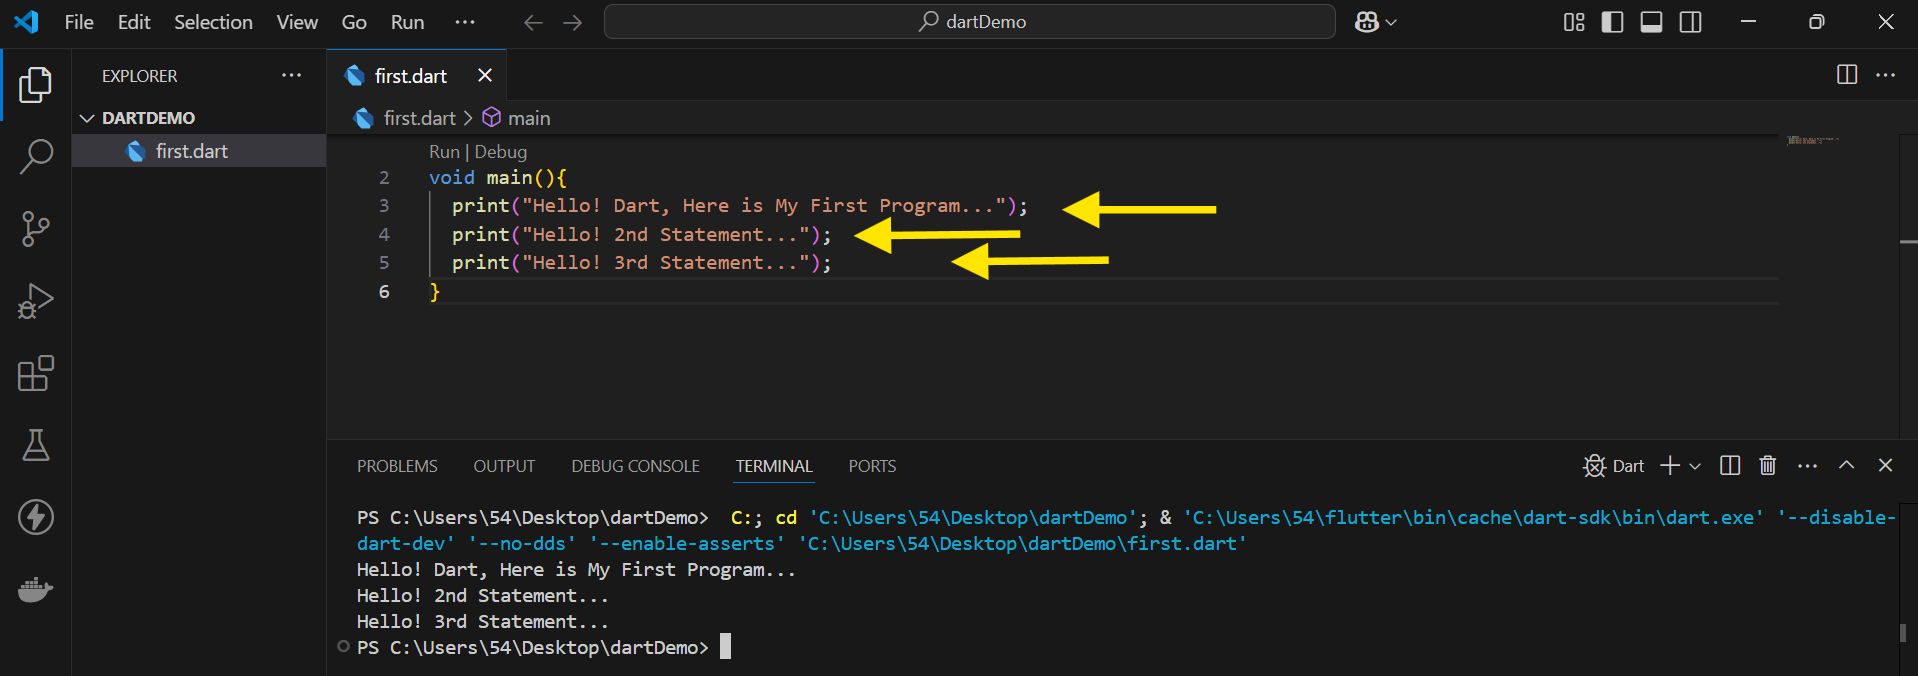 File Edit Selection View Go Run ···
dartDemo
EXPLORER ···
DARTDEMO
first.dart
first.dart
first.dart > main
Run | Debug
2 void main(){
3 print("Hello! Dart, Here is My First Program...");
4 print("Hello! 2nd Statement...");
5 print("Hello! 3rd Statement...");
6 }
PROBLEMS OUTPUT DEBUG CONSOLE TERMINAL PORTS
Dart
PS C:\Users\54\Desktop\dartDemo> C:; cd 'C:\Users\54\Desktop\dartDemo'; & 'C:\Users\54\flutter\bin\cache\dart-sdk\bin\dart.exe' '--disable-
dart-dev' '--no-dds' '--enable-asserts' 'C:\Users\54\Desktop\dartDemo\first.dart'
Hello! Dart, Here is My First Program...
Hello! 2nd Statement...
Hello! 3rd Statement...
PS C:\Users\54\Desktop\dartDemo>